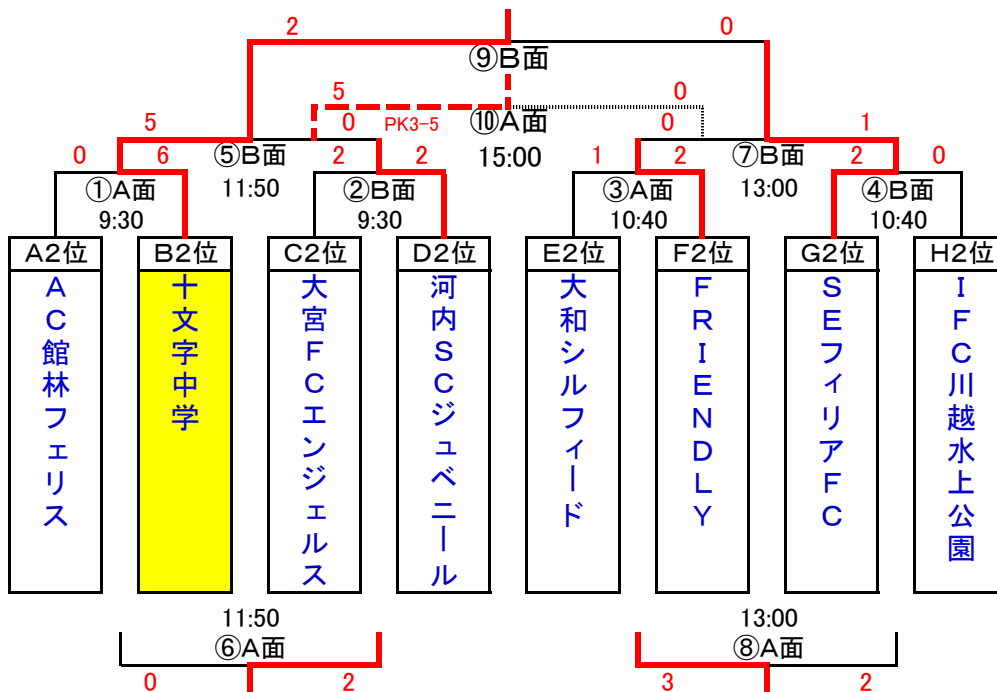 2 0
⑨B面
5 0
5 0 PK3-5 ⑩A面 0 1
0 6 ⑤B面 2 2 15:00 1 2 ⑦B面 2 0
①A面 11:50 ②B面 ③A面 13:00 ④B面
9:30 9:30 10:40 10:40
A2位 B2位 C2位 D2位 E2位 F2位 G2位 H2位
AC館林フェリス
十文字中学
大宮FCエンジェルス
河内SCジュベニール
大和シルフィード
FRIENDLY
SEフィリアFC
IFC川越水上公園
11:50 13:00
⑥A面 ⑧A面
0 2 3 2